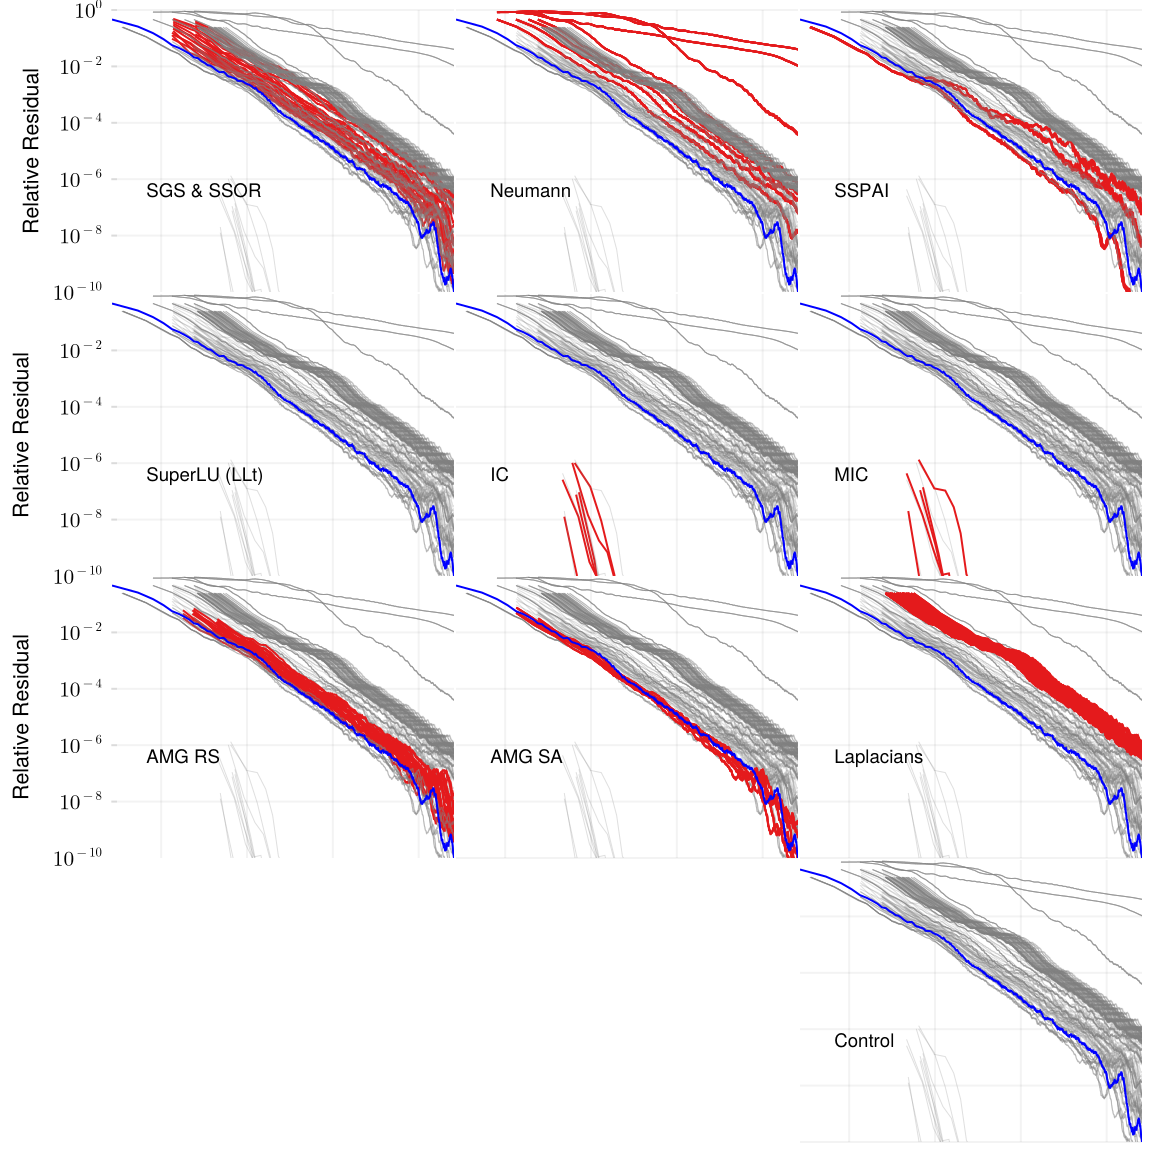 10^0
10^−2
10^−4
10^−6
10^−8
10^−10
Relative Residual
SGS & SSOR
Neumann
SSPAI
10^−2
10^−4
10^−6
10^−8
10^−10
Relative Residual
SuperLU (LLt)
IC
MIC
10^−2
10^−4
10^−6
10^−8
10^−10
Relative Residual
AMG RS
AMG SA
Laplacians
Control